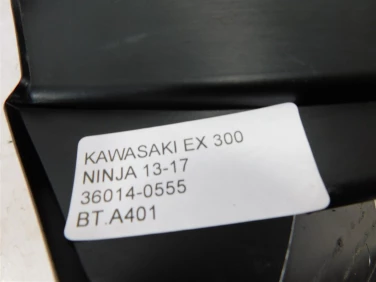 KAWASAKI EX 300
NINJA 13-17
36014-0555
BT.A401